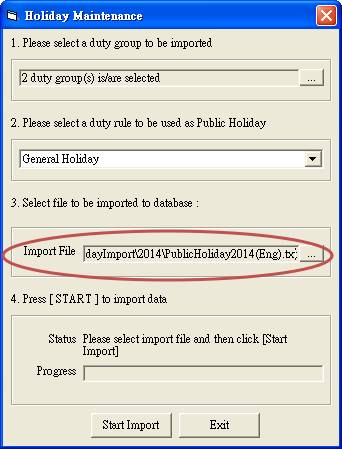 Holiday Maintenance
1. Please select a duty group to be imported
2 duty group(s) is/are selected
...
2. Please select a duty rule to be used as Public Holiday
General Holiday
3. Select file to be imported to database :
Import File dayImport\2014\PublicHoliday2014(Eng).tx
...
4. Press [ START ] to import data
Status Please select import file and then click [Start
Import]
Progress
Start Import Exit